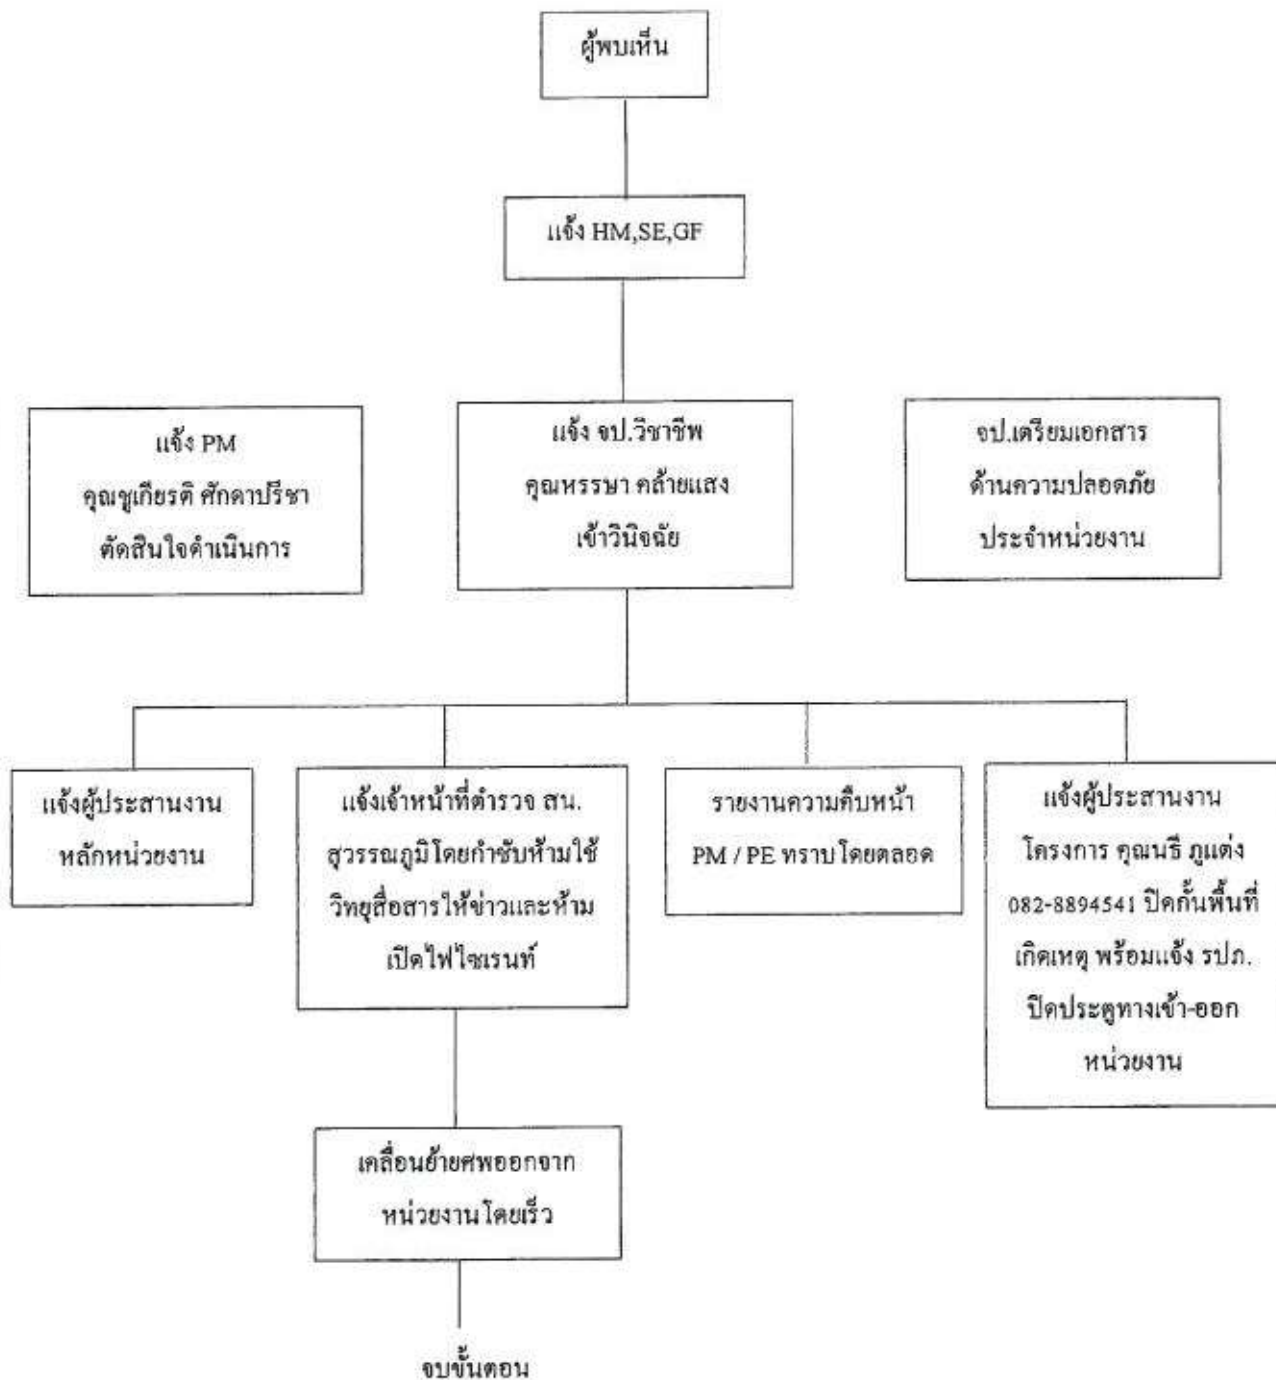 ผู้พบเห็น
แจ้ง HM,SE,GF
แจ้ง PM
คุณชูเกียรติ ศักดาปรีชา
ตัดสินใจดำเนินการ
แจ้ง จป.วิชาชีพ
คุณหรรษา คล้ายแสง
เข้าวินิจฉัย
จป.เตรียมเอกสาร
ด้านความปลอดภัย
ประจำหน่วยงาน
แจ้งผู้ประสานงาน
หลักหน่วยงาน
แจ้งเจ้าหน้าที่ตำรวจ สน.
สุวรรณภูมิโดยกำชับห้ามใช้
วิทยุสื่อสารให้ข่าวและห้าม
เปิดไฟไซเรนท์
รายงานความคืบหน้า
PM / PE ทราบโดยตลอด
แจ้งผู้ประสานงาน
โครงการ คุณนธี ภูแต่ง
082-8894541 ปิดกั้นพื้นที่
เกิดเหตุ พร้อมแจ้ง รปภ.
ปิดประตูทางเข้า-ออก
หน่วยงาน
เคลื่อนย้ายศพออกจาก
หน่วยงานโดยเร็ว
จบขั้นตอน